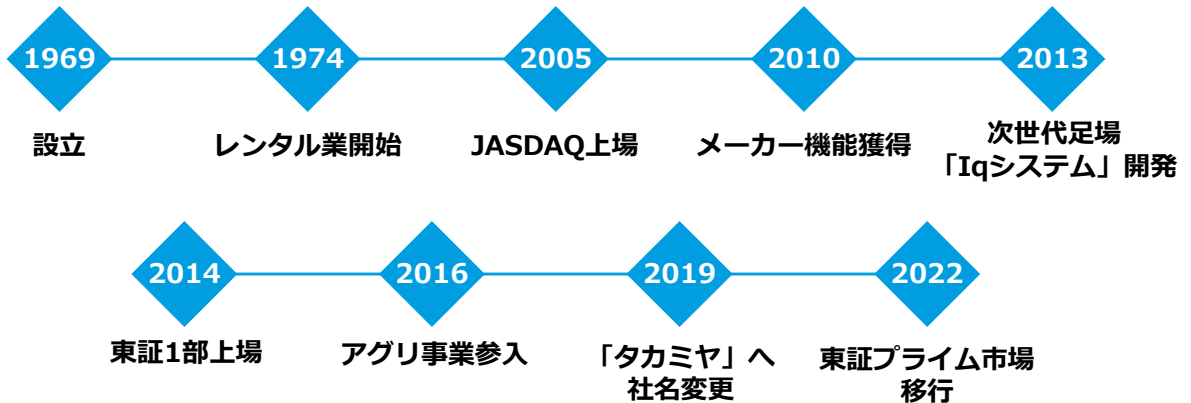 1969
1974
2005
2010
2013
設立
レンタル業開始
JASDAQ上場
メーカー機能獲得
次世代足場
「Iqシステム」開発
2014
2016
2019
2022
東証1部上場
アグリ事業参入
「タカミヤ」へ
社名変更
東証プライム市場
移行